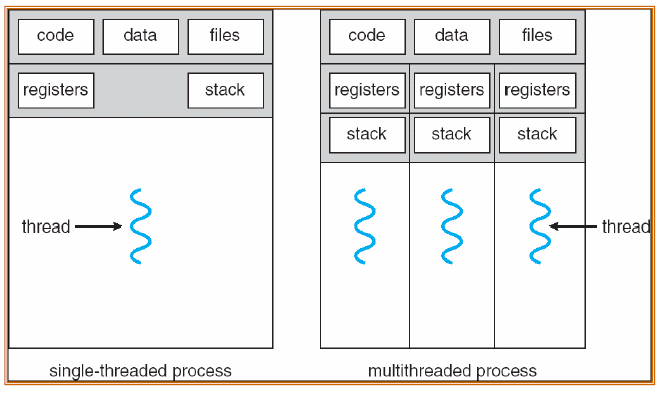 code data files
registers stack
thread
single-threaded process
code data files
registers registers registers
stack stack stack
thread
multithreaded process